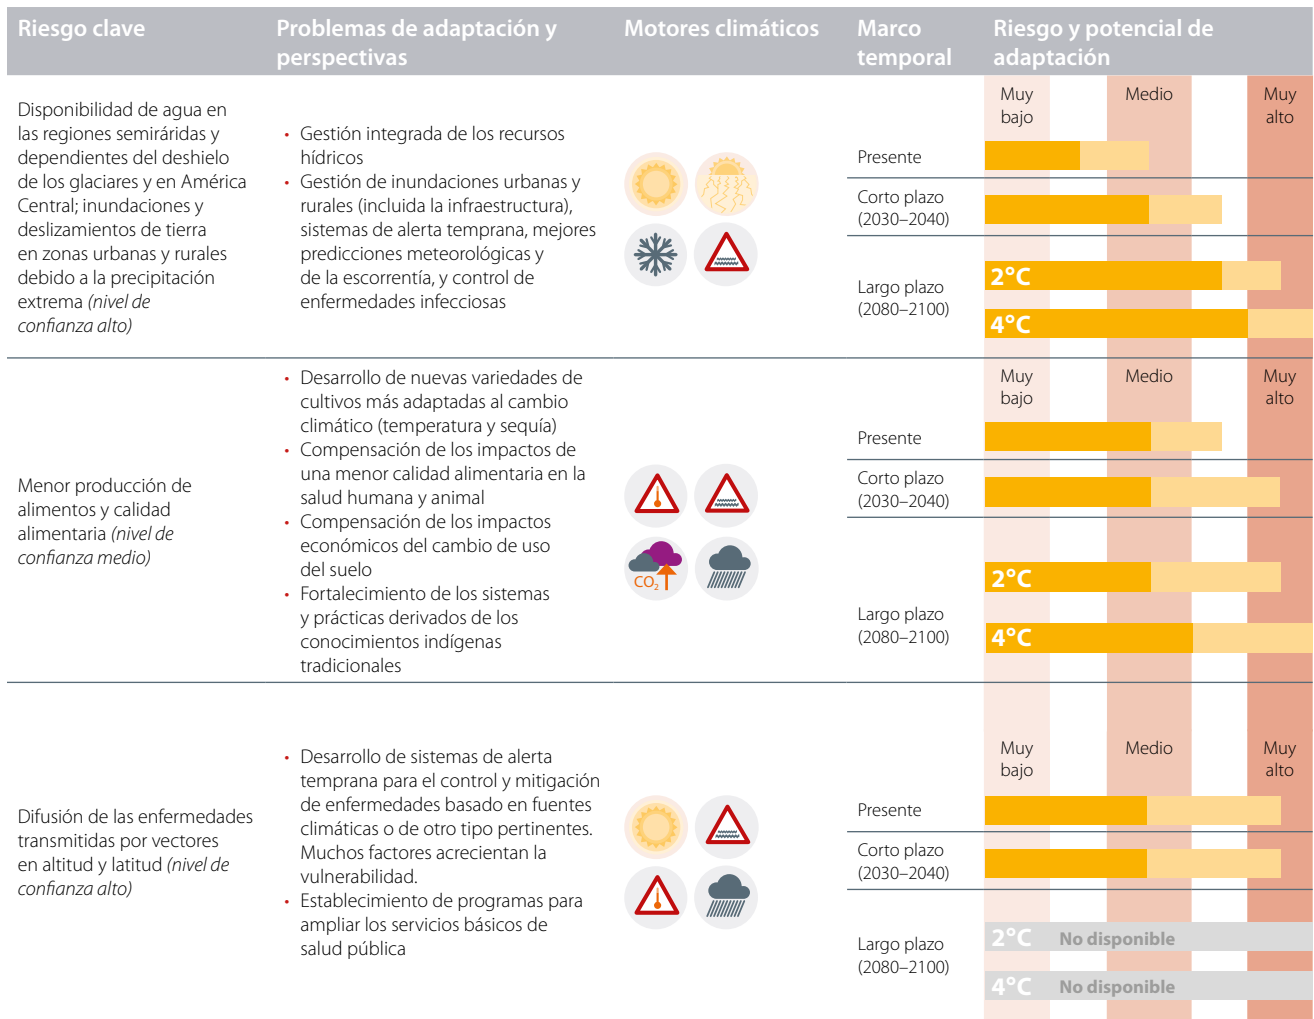 Riesgo clave
Problemas de adaptación y
perspectivas
Motores climáticos
Marco
temporal
Riesgo y potencial de
adaptación
Disponibilidad de agua en
las regiones semiráridas y
dependientes del deshielo
de los glaciares y en América
Central; inundaciones y
deslizamientos de tierra
en zonas urbanas y rurales
debido a la precipitación
extrema (nivel de
confianza alto)
• Gestión integrada de los recursos
hídricos
• Gestión de inundaciones urbanas y
rurales (incluida la infraestructura),
sistemas de alerta temprana, mejores
predicciones meteorológicas y
de la escorrentía, y control de
enfermedades infecciosas
Muy
bajo
Medio
Muy
alto
Presente
Corto plazo
(2030–2040)
Largo plazo
(2080–2100)
2°C
4°C
Menor producción de
alimentos y calidad
alimentaria (nivel de
confianza medio)
• Desarrollo de nuevas variedades de
cultivos más adaptadas al cambio
climático (temperatura y sequía)
• Compensación de los impactos de
una menor calidad alimentaria en la
salud humana y animal
• Compensación de los impactos
económicos del cambio de uso
del suelo
• Fortalecimiento de los sistemas
y prácticas derivados de los
conocimientos indígenas
tradicionales
CO₂
Muy
bajo
Medio
Muy
alto
Presente
Corto plazo
(2030–2040)
Largo plazo
(2080–2100)
2°C
4°C
Difusión de las enfermedades
transmitidas por vectores
en altitud y latitud (nivel de
confianza alto)
• Desarrollo de sistemas de alerta
temprana para el control y mitigación
de enfermedades basado en fuentes
climáticas o de otro tipo pertinentes.
Muchos factores acrecientan la
vulnerabilidad.
• Establecimiento de programas para
ampliar los servicios básicos de
salud pública
Muy
bajo
Medio
Muy
alto
Presente
Corto plazo
(2030–2040)
Largo plazo
(2080–2100)
2°C No disponible
4°C No disponible